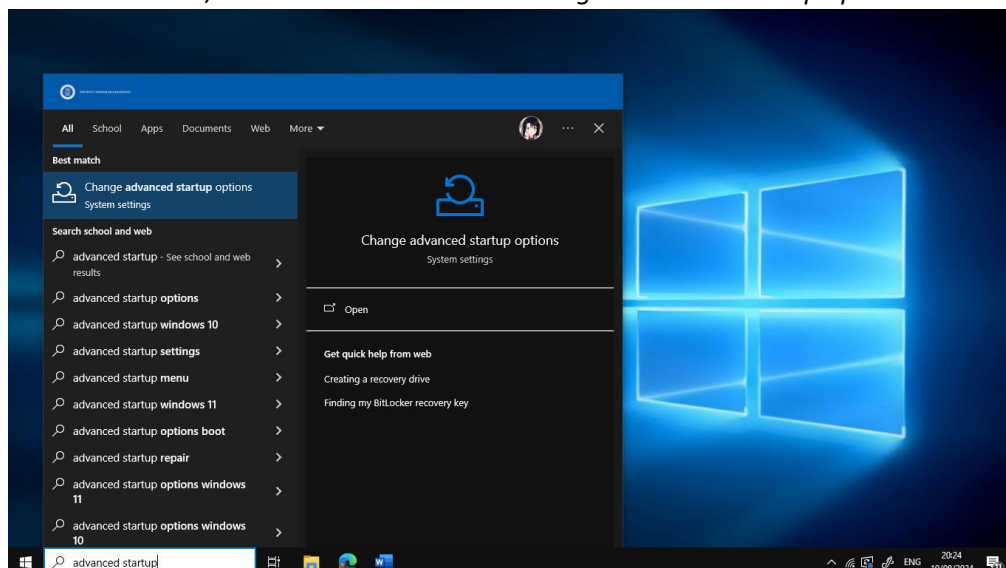 All School Apps Documents Web More
Best match
Change advanced startup options
System settings
Search school and web
advanced startup - See school and web
results
advanced startup options
advanced startup windows 10
advanced startup settings
advanced startup menu
advanced startup windows 11
advanced startup options boot
advanced startup repair
advanced startup options windows
11
advanced startup options windows
10
Change advanced startup options
System settings
Open
Get quick help from web
Creating a recovery drive
Finding my BitLocker recovery key
advanced startup
ENG
20:24
10/08/2024